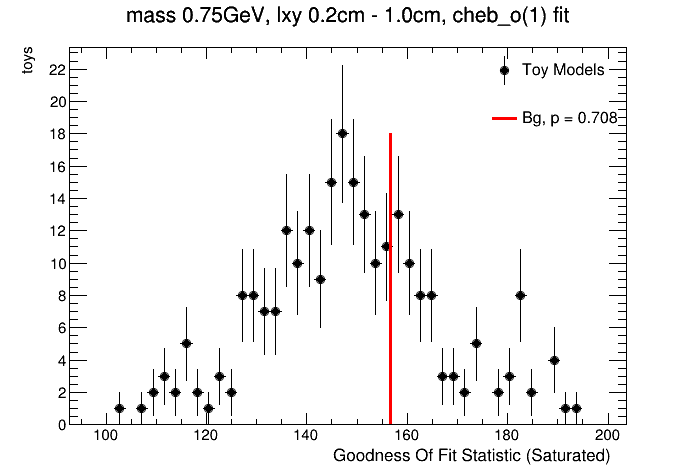 mass 0.75GeV, lxy 0.2cm - 1.0cm, cheb_o(1) fit
toys
Toy Models
Bg, p = 0.708
22
20
18
16
14
12
10
8
6
4
2
0
100 120 140 160 180 200
Goodness Of Fit Statistic (Saturated)